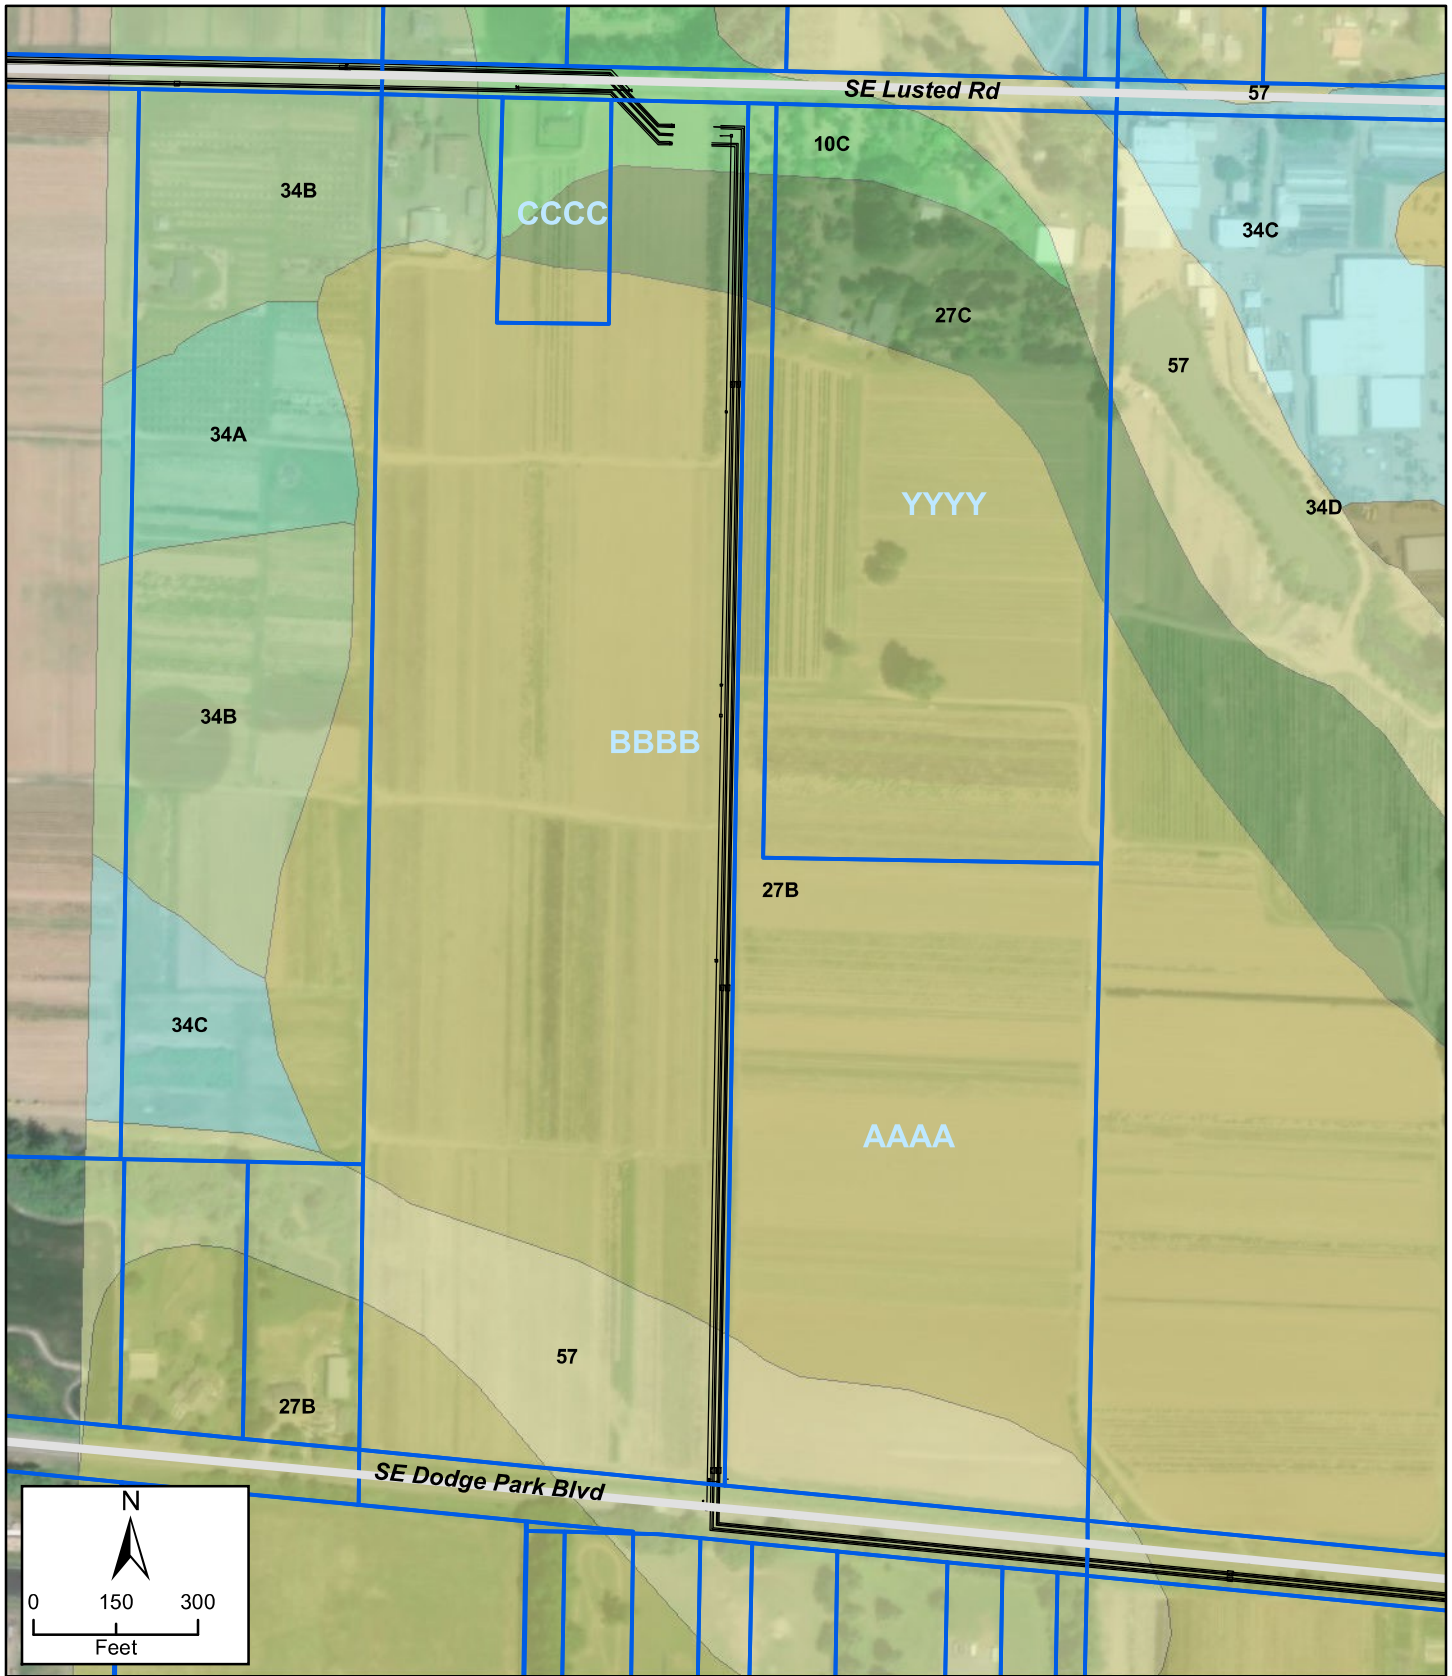 SE Lusted Rd
57
10C
34B
CCCC
34C
27C
57
34A
YYYY
34D
34B
BBBB
27B
34C
AAAA
57
27B
SE Dodge Park Blvd
N
0 150 300
Feet